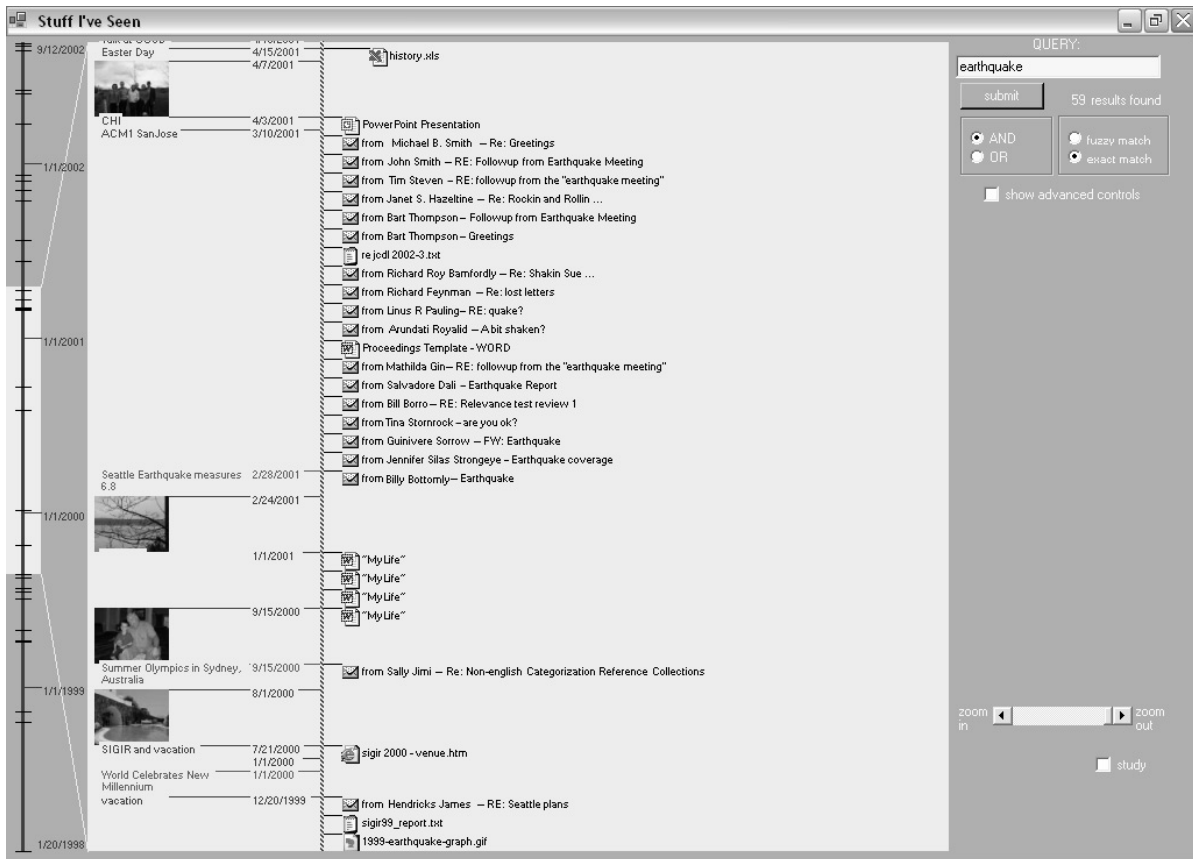 Stuff I've Seen
9/12/2002
1/1/2002
1/1/2001
1/1/2000
1/1/1999
1/20/1998
Easter Day 4/15/2001
4/7/2001
CHI 4/3/2001
ACM1 SanJose 3/10/2001
Seattle Earthquake measures 2/28/2001
6.8
2/24/2001
1/1/2001
9/15/2000
Summer Olympics in Sydney, 9/15/2000
Australia
8/1/2000
SIGIR and vacation 7/21/2000
1/1/2000
World Celebrates New 1/1/2000
Millennium
vacation 12/20/1999
history.xls
PowerPoint Presentation
from Michael B. Smith – Re: Greetings
from John Smith – RE: Followup from Earthquake Meeting
from Tim Steven – RE: followup from the "earthquake meeting"
from Janet S. Hazeltine – Re: Rockin and Rollin ...
from Bart Thompson – Followup from Earthquake Meeting
from Bart Thompson – Greetings
re jcdl 2002-3.txt
from Richard Roy Bamfordly – Re: Shakin Sue ...
from Richard Feynman – Re: lost letters
from Linus R Pauling– RE: quake?
from Arundati Royalid – A bit shaken?
Proceedings Template - WORD
from Mathilda Gin– RE: followup from the "earthquake meeting"
from Salvadore Dali – Earthquake Report
from Bill Borro – RE: Relevance test review 1
from Tina Stornrock – are you ok?
from Guinivere Sorrow – FW: Earthquake
from Jennifer Silas Strongeye – Earthquake coverage
from Billy Bottomly– Earthquake
"MyLife"
"MyLife"
"MyLife"
"MyLife"
from Sally Jimi – Re: Non-english Categorization Reference Collections
sigir 2000 - venue.htm
from Hendricks James – RE: Seattle plans
sigir99_report.txt
1999-earthquake-graph.gif
QUERY:
earthquake
submit 59 results found
AND fuzzy match
OR exact match
show advanced controls
zoom in
zoom out
study